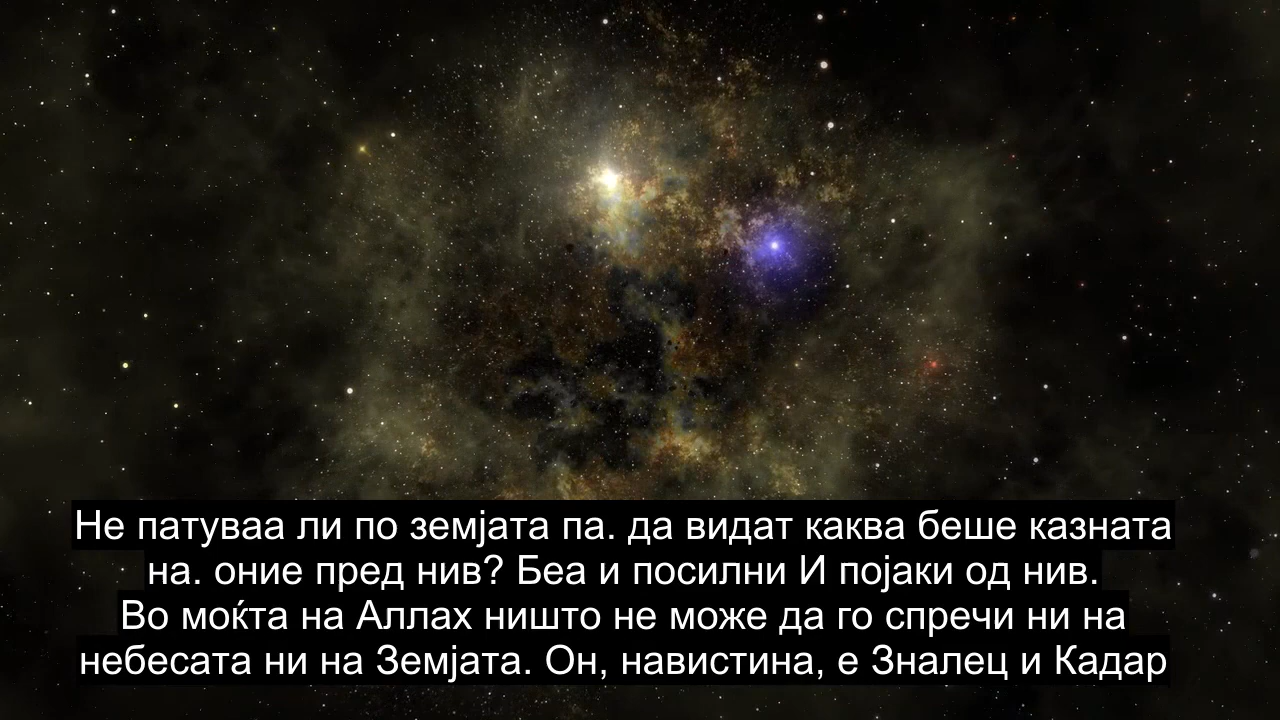 Не патуваа ли по земјата па. да видат каква беше казната
на. оние пред нив? Беа и посилни И појаки од нив.
Во моќта на Аллах ништо не може да го спречи ни на
небесата ни на Земјата. Он, навистина, е Зналец и Кадар